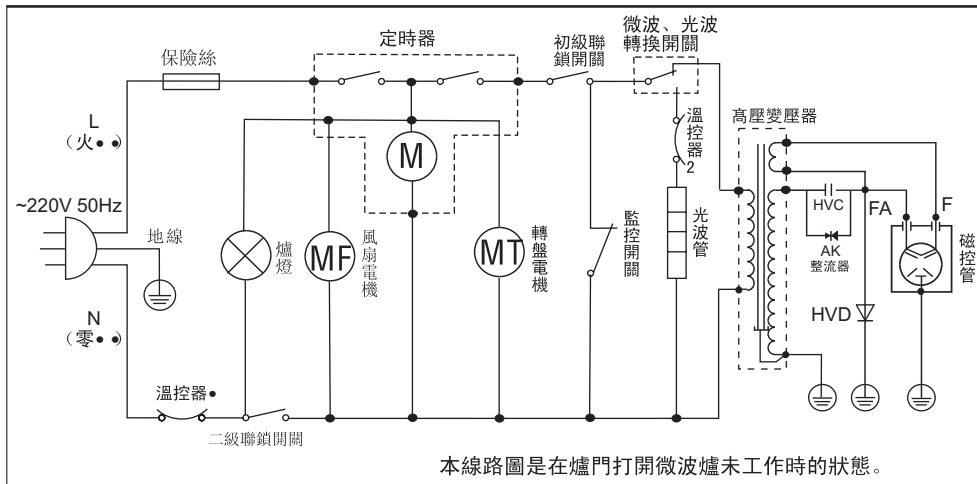 微波、光波
轉換開關
定時器
初級聯
鎖開關
保險絲
L
(火••)
~220V 50Hz
地線
N
(零••)
M
MF
MT
爐燈
風扇電機
轉盤電機
監控開關
溫控器2
光波管
高壓變壓器
HVC
FA
F
AK
整流器
磁控管
HVD
溫控器•
二級聯鎖開關
本線路圖是在爐門打開微波爐未工作時的狀態。